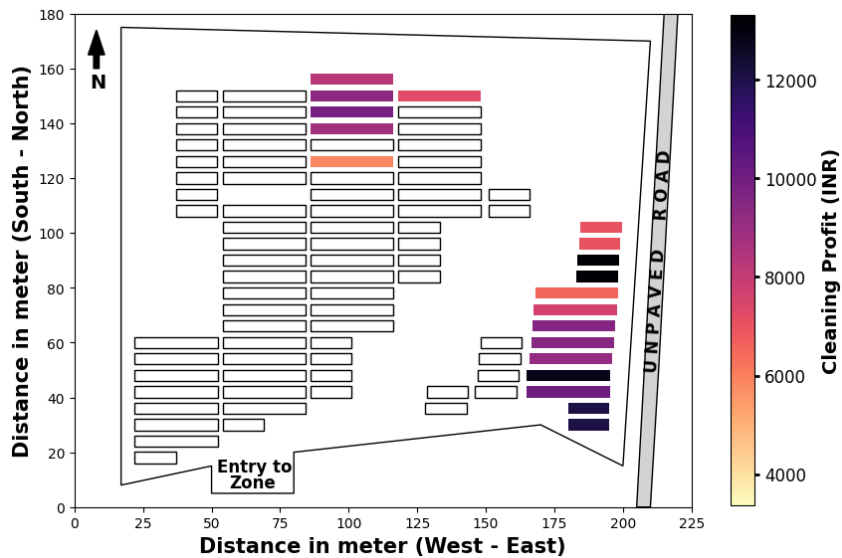 180
160
140
120
100
80
60
40
20
0
Distance in meter (South - North)
N
Entry to
Zone
UNPAVED ROAD
0 25 50 75 100 125 150 175 200 225
Distance in meter (West - East)
12000
10000
8000
6000
4000
Cleaning Profit (INR)